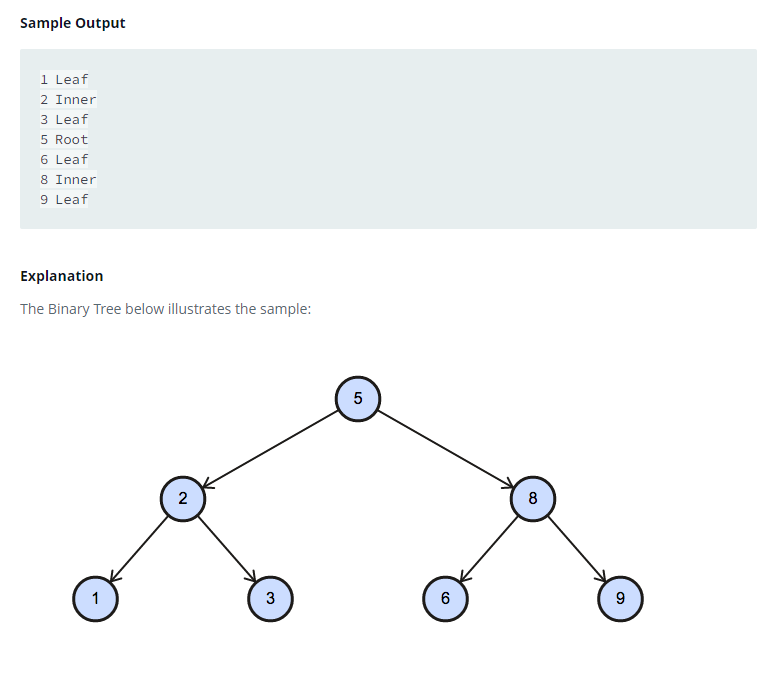 Sample Output
1 Leaf
2 Inner
3 Leaf
5 Root
6 Leaf
8 Inner
9 Leaf
Explanation
The Binary Tree below illustrates the sample:
5
2 8
1 3 6 9